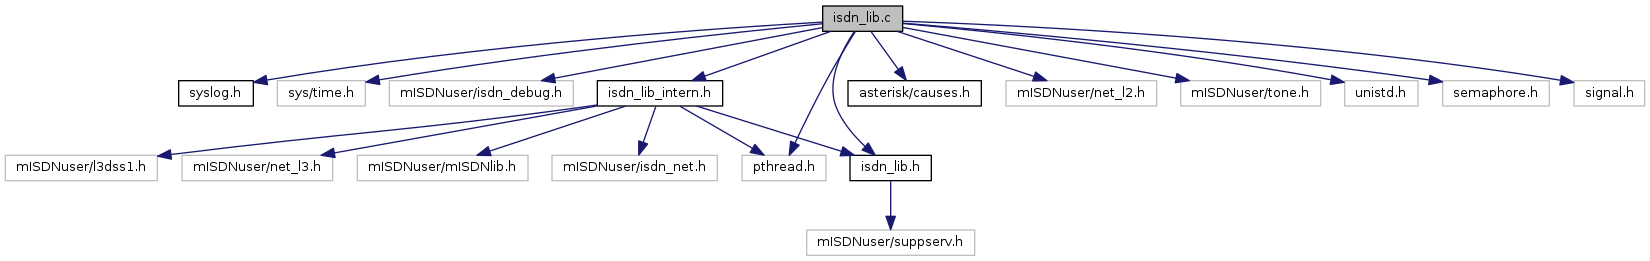 isdn_lib.c
syslog.h
sys/time.h
mISDNuser/isdn_debug.h
isdn_lib_intern.h
asterisk/causes.h
mISDNuser/net_l2.h
mISDNuser/tone.h
unistd.h
semaphore.h
signal.h
mISDNuser/l3dss1.h
mISDNuser/net_l3.h
mISDNuser/mISDNlib.h
mISDNuser/isdn_net.h
pthread.h
isdn_lib.h
mISDNuser/suppserv.h